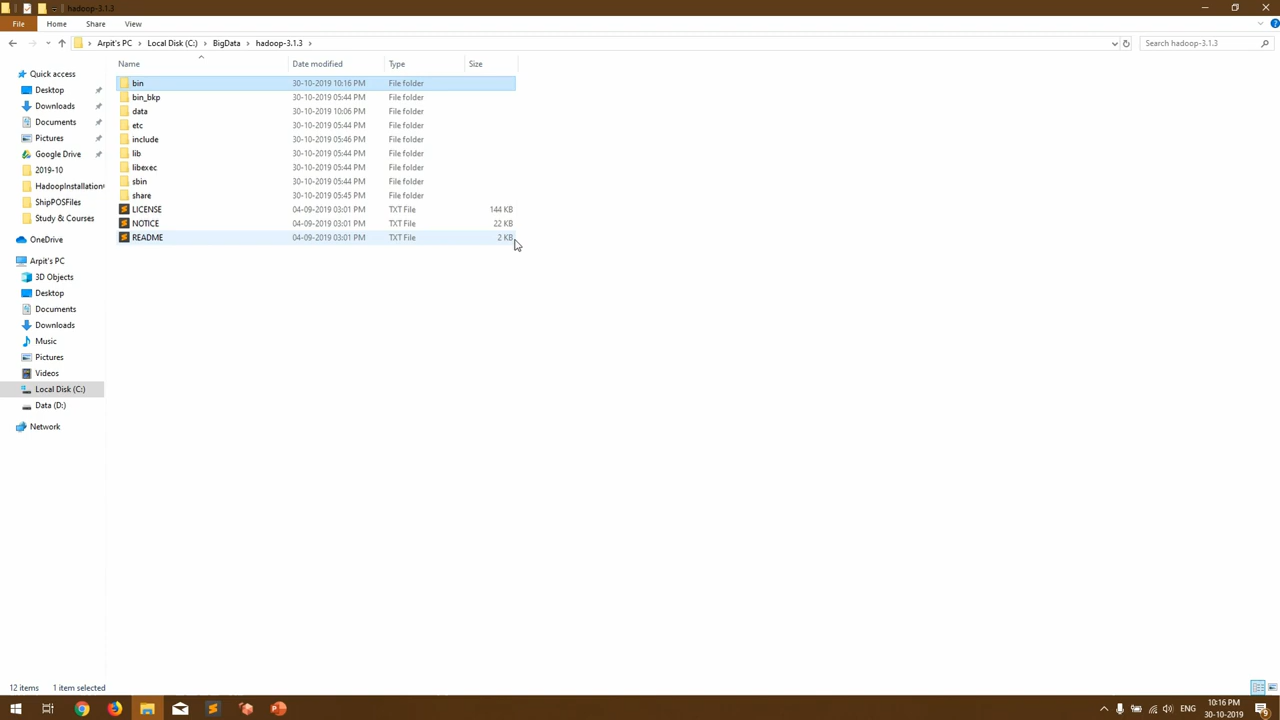 hadoop-3.1.3
File Home Share View
Arpit's PC Local Disk (C:) BigData hadoop-3.1.3 Search hadoop-3.1.3
Name Date modified Type Size
Quick access
Desktop
Downloads
Documents
Pictures
Google Drive
2019-10
HadoopInstallation
ShipPOSFiles
Study & Courses
OneDrive
Arpit's PC
3D Objects
Desktop
Documents
Downloads
Music
Pictures
Videos
Local Disk (C:)
Data (D:)
Network
bin 30-10-2019 10:16 PM File folder
bin_bkp 30-10-2019 05:44 PM File folder
data 30-10-2019 10:06 PM File folder
etc 30-10-2019 05:44 PM File folder
include 30-10-2019 05:46 PM File folder
lib 30-10-2019 05:44 PM File folder
libexec 30-10-2019 05:44 PM File folder
sbin 30-10-2019 05:44 PM File folder
share 30-10-2019 05:45 PM File folder
LICENSE 04-09-2019 03:01 PM TXT File 144 KB
NOTICE 04-09-2019 03:01 PM TXT File 22 KB
README 04-09-2019 03:01 PM TXT File 2 KB
12 items 1 item selected
ENG
10:16 PM
30-10-2019